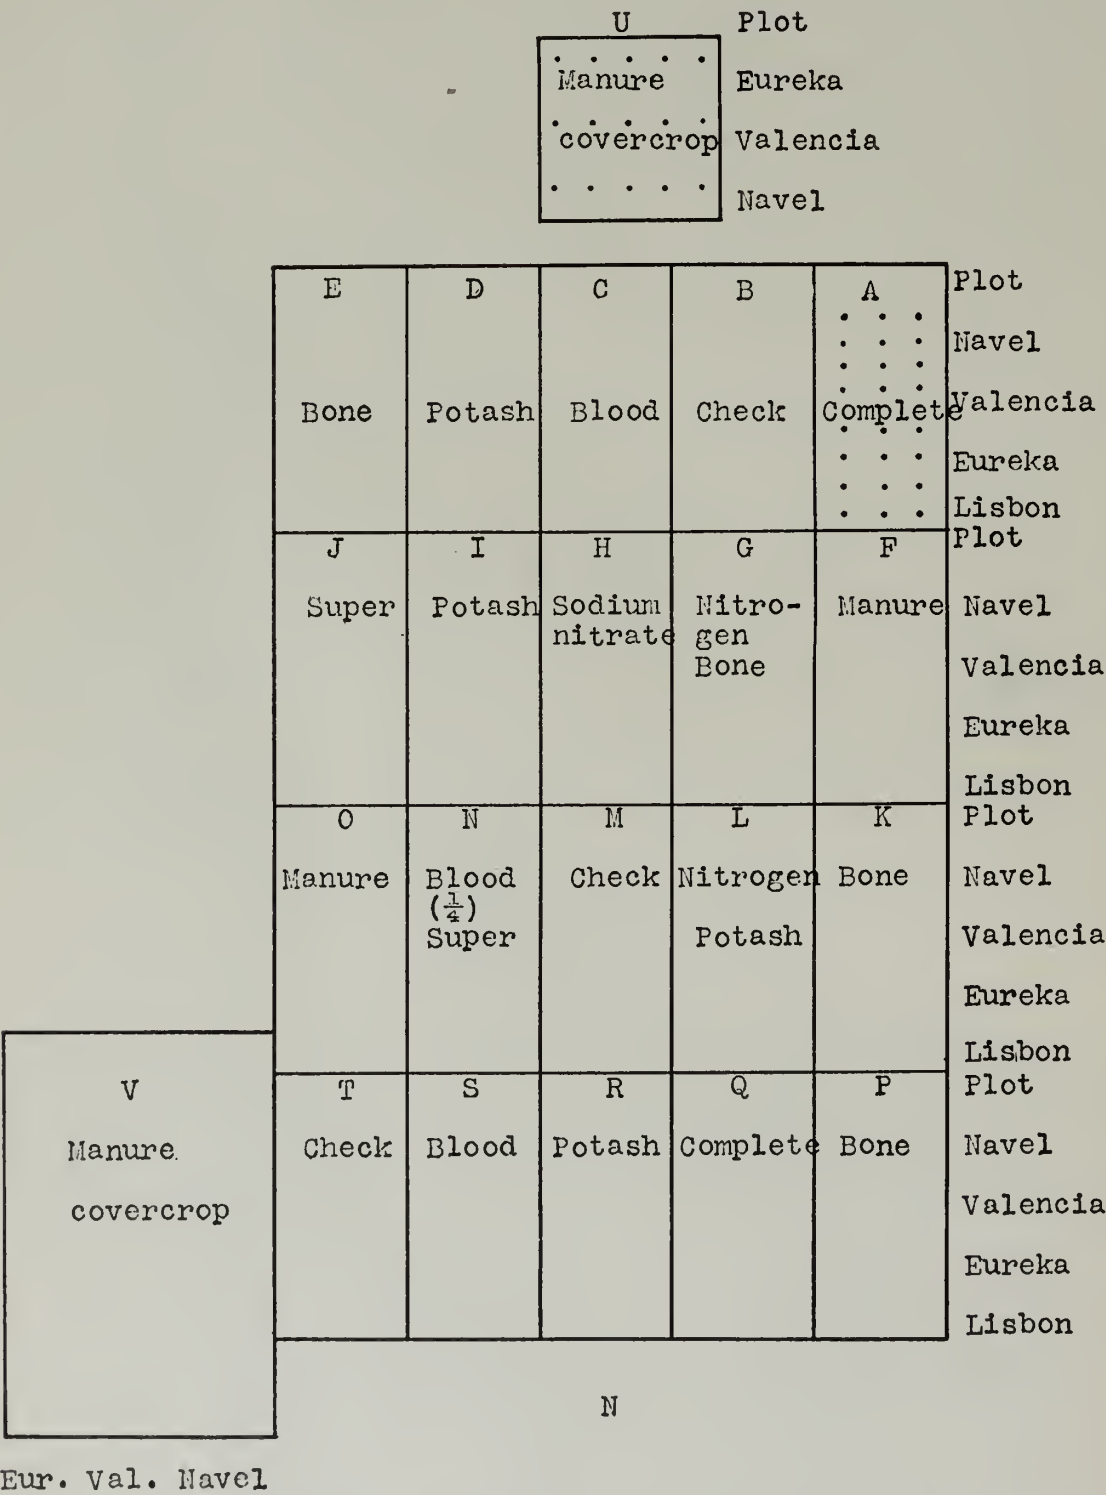 U Plot
Manure Eureka
covercrop Valencia
Navel
E D C B A Plot
Navel
Bone Potash Blood Check Complete Valencia
Eureka
Lisbon
J I H G F Plot
Super Potash Sodium Nitro- Manure Navel
nitrate gen
Bone Valencia
Eureka
Lisbon
O N M L K Plot
Manure Blood Check Nitrogen Bone Navel
(1/4)
Super Potash Valencia
Eureka
Lisbon
V T S R Q P Plot
Manure. Check Blood Potash Complete Bone Navel
covercrop Valencia
Eureka
Lisbon
N
Eur. Val. Navel